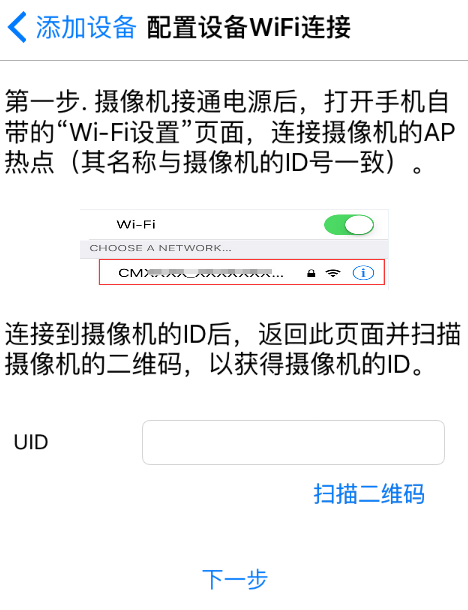 添加设备 配置设备WiFi连接
第一步. 摄像机接通电源后，打开手机自
带的“Wi-Fi设置”页面，连接摄像机的AP
热点（其名称与摄像机的ID号一致）。
Wi-Fi
CHOOSE A NETWORK...
连接到摄像机的ID后，返回此页面并扫描
摄像机的二维码，以获得摄像机的ID。
UID
扫描二维码
下一步